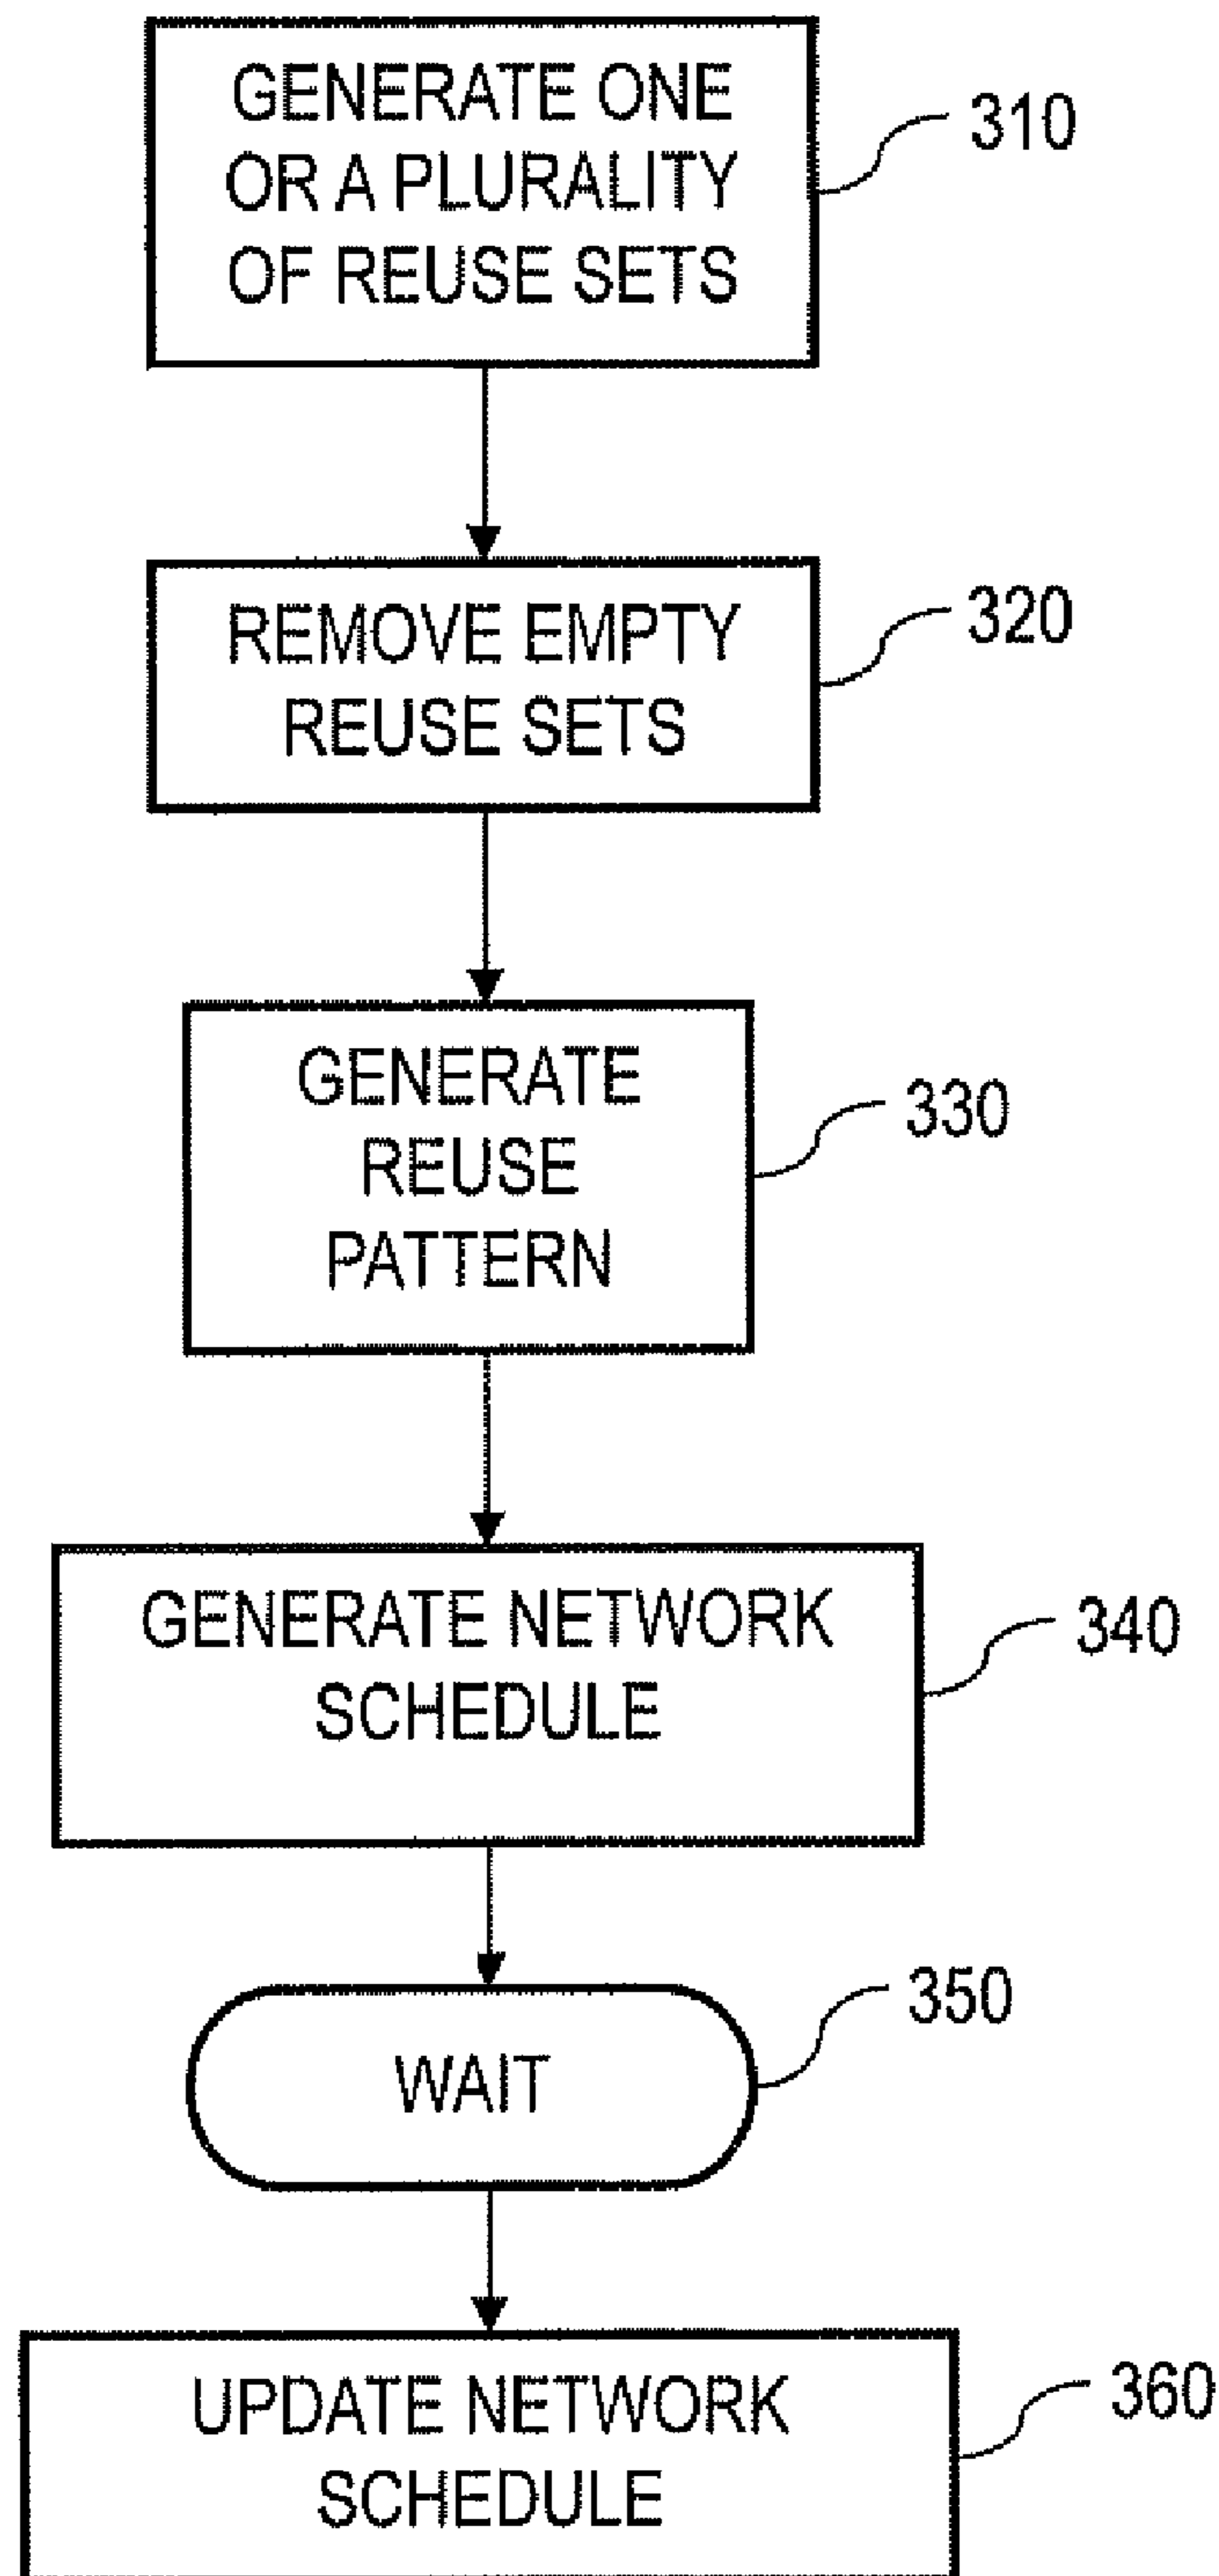 GENERATE ONE
OR A PLURALITY
OF REUSE SETS
310
REMOVE EMPTY
REUSE SETS
320
GENERATE
REUSE
PATTERN
330
GENERATE NETWORK
SCHEDULE
340
WAIT
350
UPDATE NETWORK
SCHEDULE
360